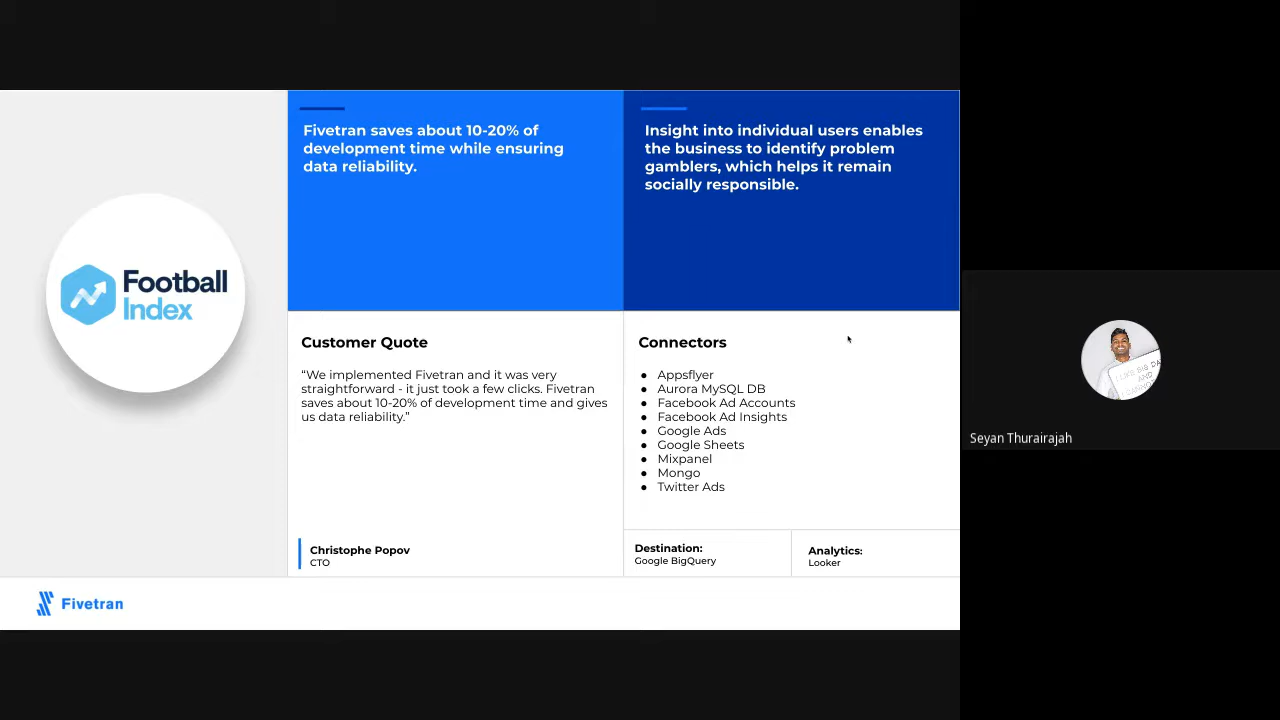 Fivetran saves about 10-20% of
development time while ensuring
data reliability.
Insight into individual users enables
the business to identify problem
gamblers, which helps it remain
socially responsible.
Football
Index
Customer Quote
“We implemented Fivetran and it was very
straightforward - it just took a few clicks. Fivetran
saves about 10-20% of development time and gives
us data reliability.”
Christophe Popov
CTO
Connectors
● Appsflyer
● Aurora MySQL DB
● Facebook Ad Accounts
● Facebook Ad Insights
● Google Ads
● Google Sheets
● Mixpanel
● Mongo
● Twitter Ads
Destination:
Google BigQuery
Analytics:
Looker
Fivetran
I LIKE BIG DA
AND
Seyan Thurairajah